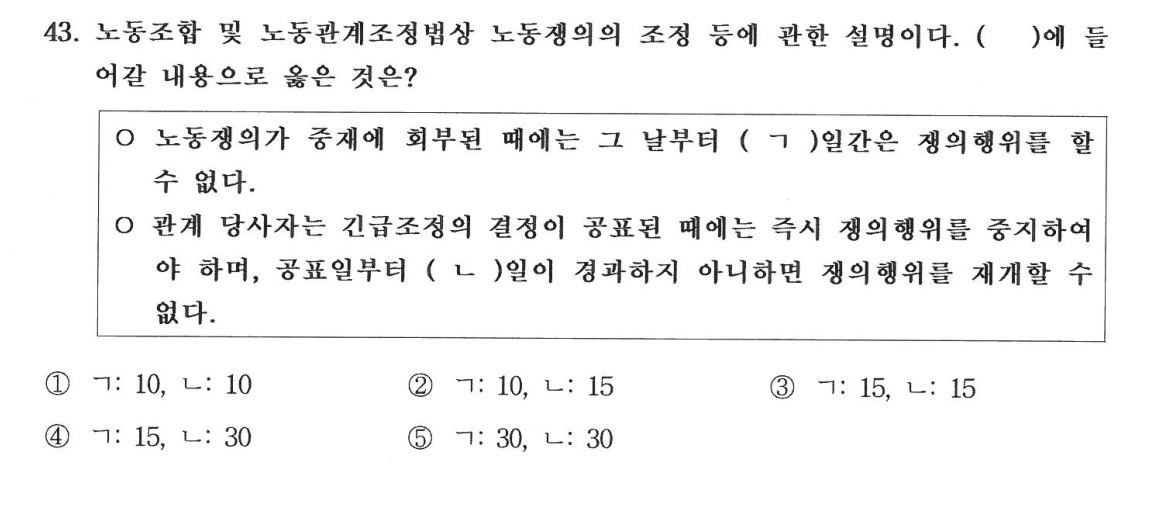 43. 노동조합 및 노동관계조정법상 노동쟁의의 조정 등에 관한 설명이다. (   )에 들
어갈 내용으로 옳은 것은?
○ 노동쟁의가 중재에 회부된 때에는 그 날부터 ( ㄱ )일간은 쟁의행위를 할
수 없다.
○ 관계 당사자는 긴급조정의 결정이 공표된 때에는 즉시 쟁의행위를 중지하여
야 하며, 공표일부터 ( ㄴ )일이 경과하지 아니하면 쟁의행위를 재개할 수
없다.
① ㄱ: 10, ㄴ: 10 ② ㄱ: 10, ㄴ: 15 ③ ㄱ: 15, ㄴ: 15
④ ㄱ: 15, ㄴ: 30 ⑤ ㄱ: 30, ㄴ: 30